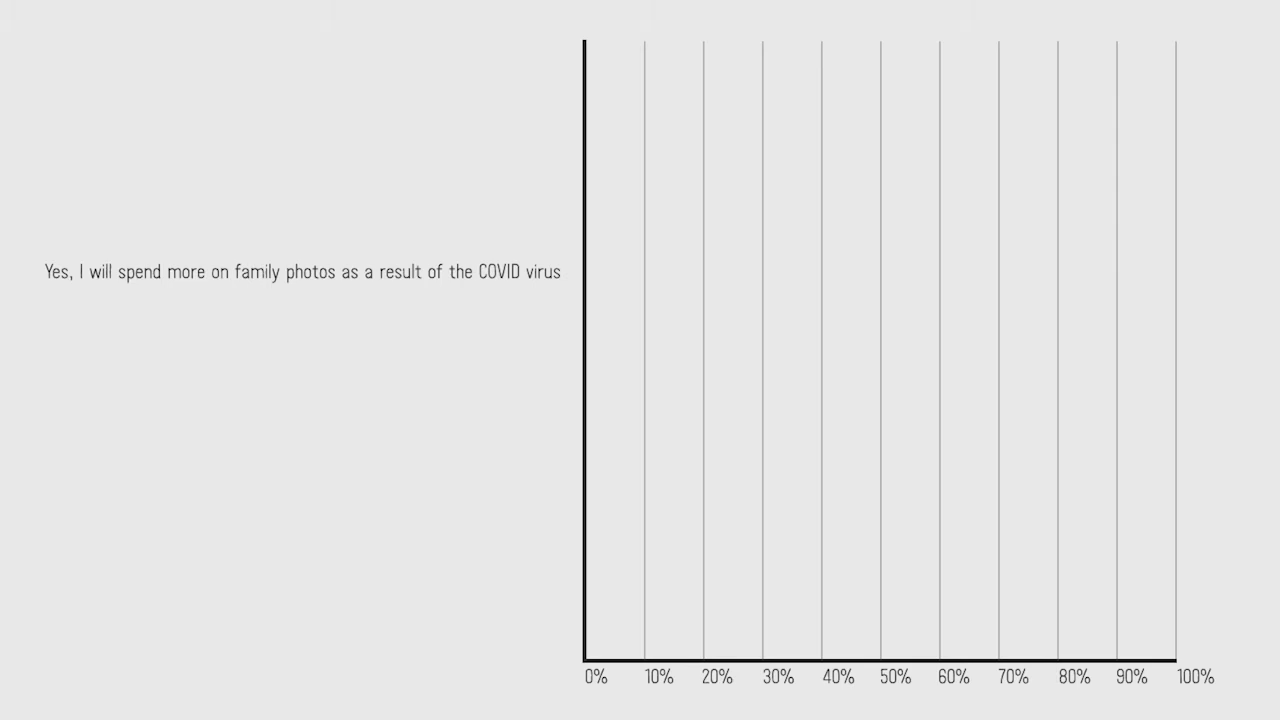 Yes, I will spend more on family photos as a result of the COVID virus
0% 10% 20% 30% 40% 50% 60% 70% 80% 90% 100%